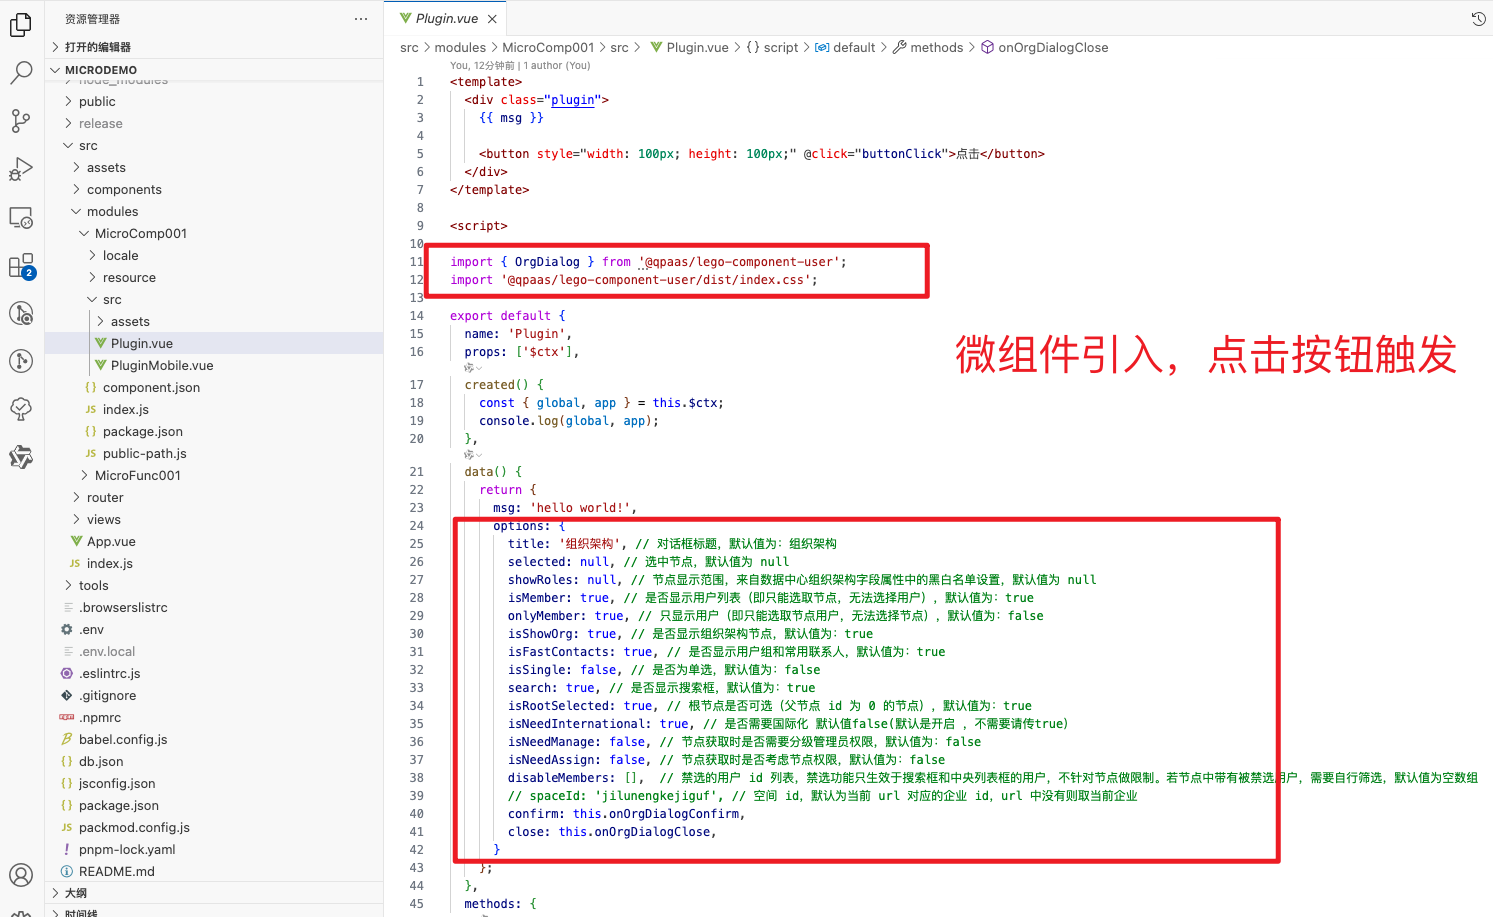 资源管理器
打开的编辑器
MICRODEMO
node_modules
public
release
src
assets
components
modules
MicroComp001
locale
resource
src
assets
Plugin.vue
PluginMobile.vue
component.json
index.js
package.json
public-path.js
MicroFunc001
router
views
App.vue
index.js
tools
.browserslistrc
.env
.env.local
.eslintrc.js
.gitignore
.npmrc
babel.config.js
db.json
jsconfig.json
package.json
packmod.config.js
pnpm-lock.yaml
README.md
大纲
时间线
2
Plugin.vue
src > modules > MicroComp001 > src > Plugin.vue > {} script > default > methods > onOrgDialogClose
You, 12分钟前 | 1 author (You)
1 <template>
2 <div class="plugin">
3 {{ msg }}
4
5 <button style="width: 100px; height: 100px;" @click="buttonClick">点击</button>
6 </div>
7 </template>
8
9 <script>
10
11 import { OrgDialog } from '@qpaas/lego-component-user';
12 import '@qpaas/lego-component-user/dist/index.css';
13
14 export default {
15 name: 'Plugin',
16 props: ['$ctx'],
17 created() {
18 const { global, app } = this.$ctx;
19 console.log(global, app);
20 },
21 data() {
22 return {
23 msg: 'hello world!',
24 options: {
25 title: '组织架构', // 对话框标题，默认值为：组织架构
26 selected: null, // 选中节点，默认值为 null
27 showRoles: null, // 节点显示范围，来自数据中心组织架构字段属性中的黑白名单设置，默认值为 null
28 isMember: true, // 是否显示用户列表（即只能选取节点，无法选择用户），默认值为：true
29 onlyMember: true, // 只显示用户（即只能选取节点用户，无法选择节点），默认值为：false
30 isShowOrg: true, // 是否显示组织架构节点，默认值为：true
31 isFastContacts: true, // 是否显示用户组和常用联系人，默认值为：true
32 isSingle: false, // 是否为单选，默认值为：false
33 search: true, // 是否显示搜索框，默认值为：true
34 isRootSelected: true, // 根节点是否可选（父节点 id 为 0 的节点），默认值为：true
35 isNeedInternational: true, // 是否需要国际化 默认值false(默认是开启 ，不需要请传true)
36 isNeedManage: false, // 节点获取时是否需要分级管理员权限，默认值为：false
37 isNeedAssign: false, // 节点获取时是否考虑节点权限，默认值为：false
38 disableMembers: [], // 禁选的用户 id 列表，禁选功能只生效于搜索框和中央列表框的用户，不针对节点做限制。若节点中带有被禁选用户，需要自行筛选，默认值为空数组
39 // spaceId: 'jilunengkejiguf', // 空间 id，默认为当前 url 对应的企业 id，url 中没有则取当前企业
40 confirm: this.onOrgDialogConfirm,
41 close: this.onOrgDialogClose,
42 }
43 };
44 },
45 methods: {
微组件引入，点击按钮触发